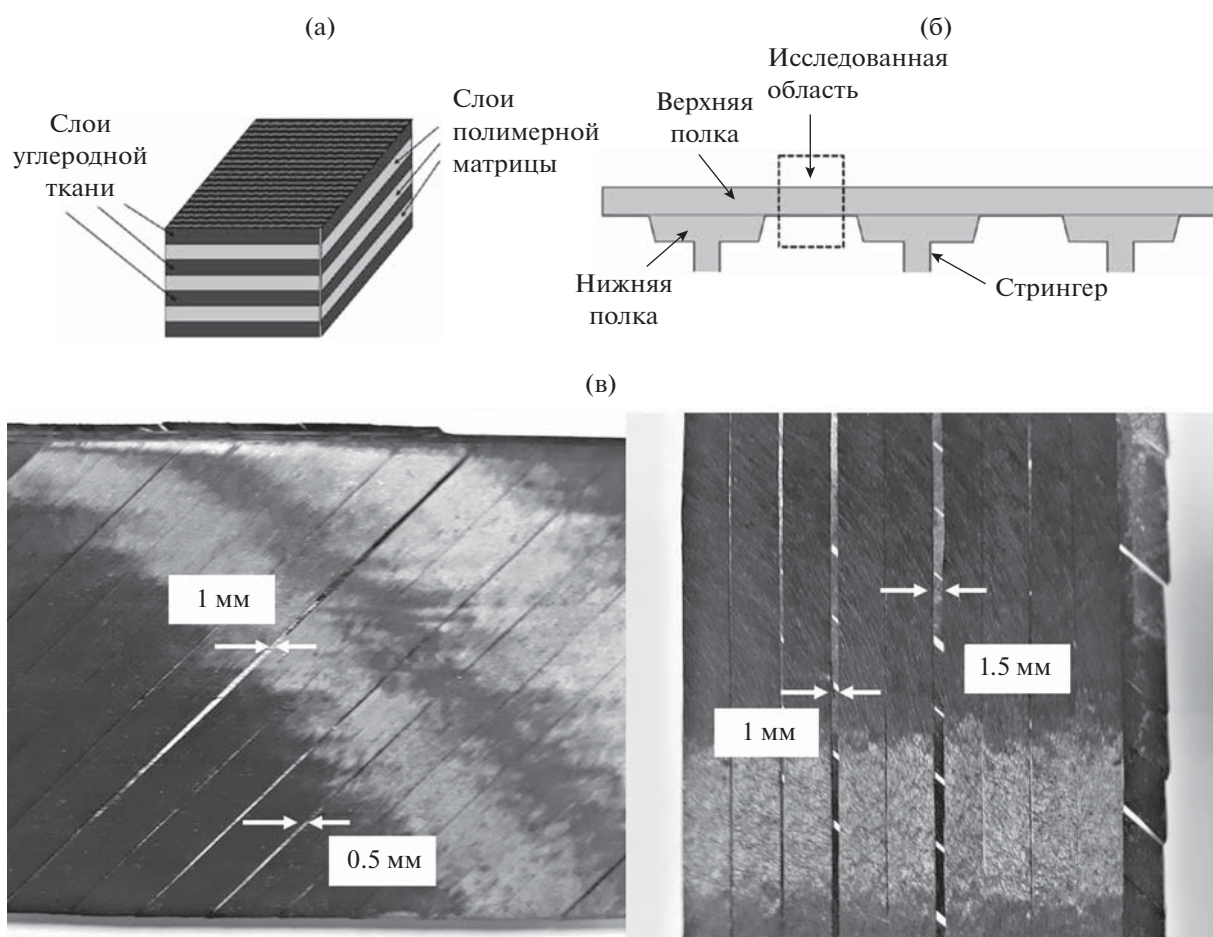 (а)
Слои
углеродной
ткани
Слои
полимерной
матрицы
(б)
Исследованная
область
Верхняя
полка
Нижняя
полка
Стрингер
(в)
1 мм
0.5 мм
1.5 мм
1 мм